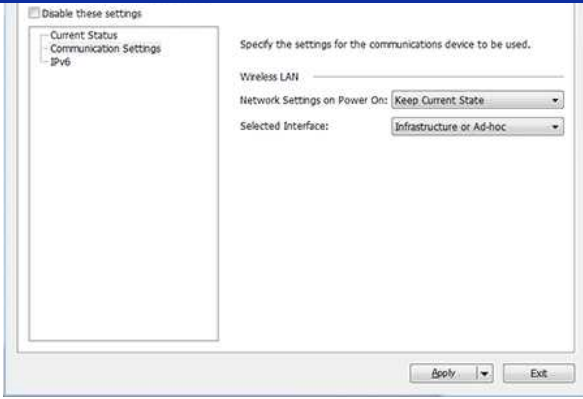 Disable these settings
Current Status
Communication Settings
IPv6
Specify the settings for the communications device to be used.
Wireless LAN
Network Settings on Power On: Keep Current State
Selected Interface: Infrastructure or Ad-hoc
Apply Exit